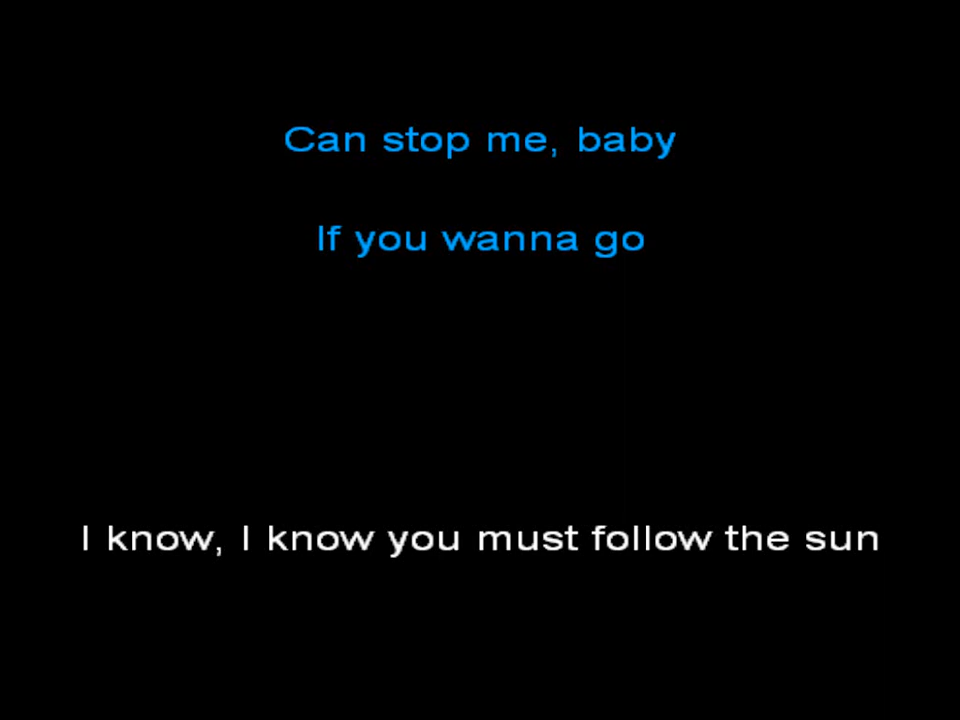 Can stop me, baby
If you wanna go
I know, I know you must follow the sun